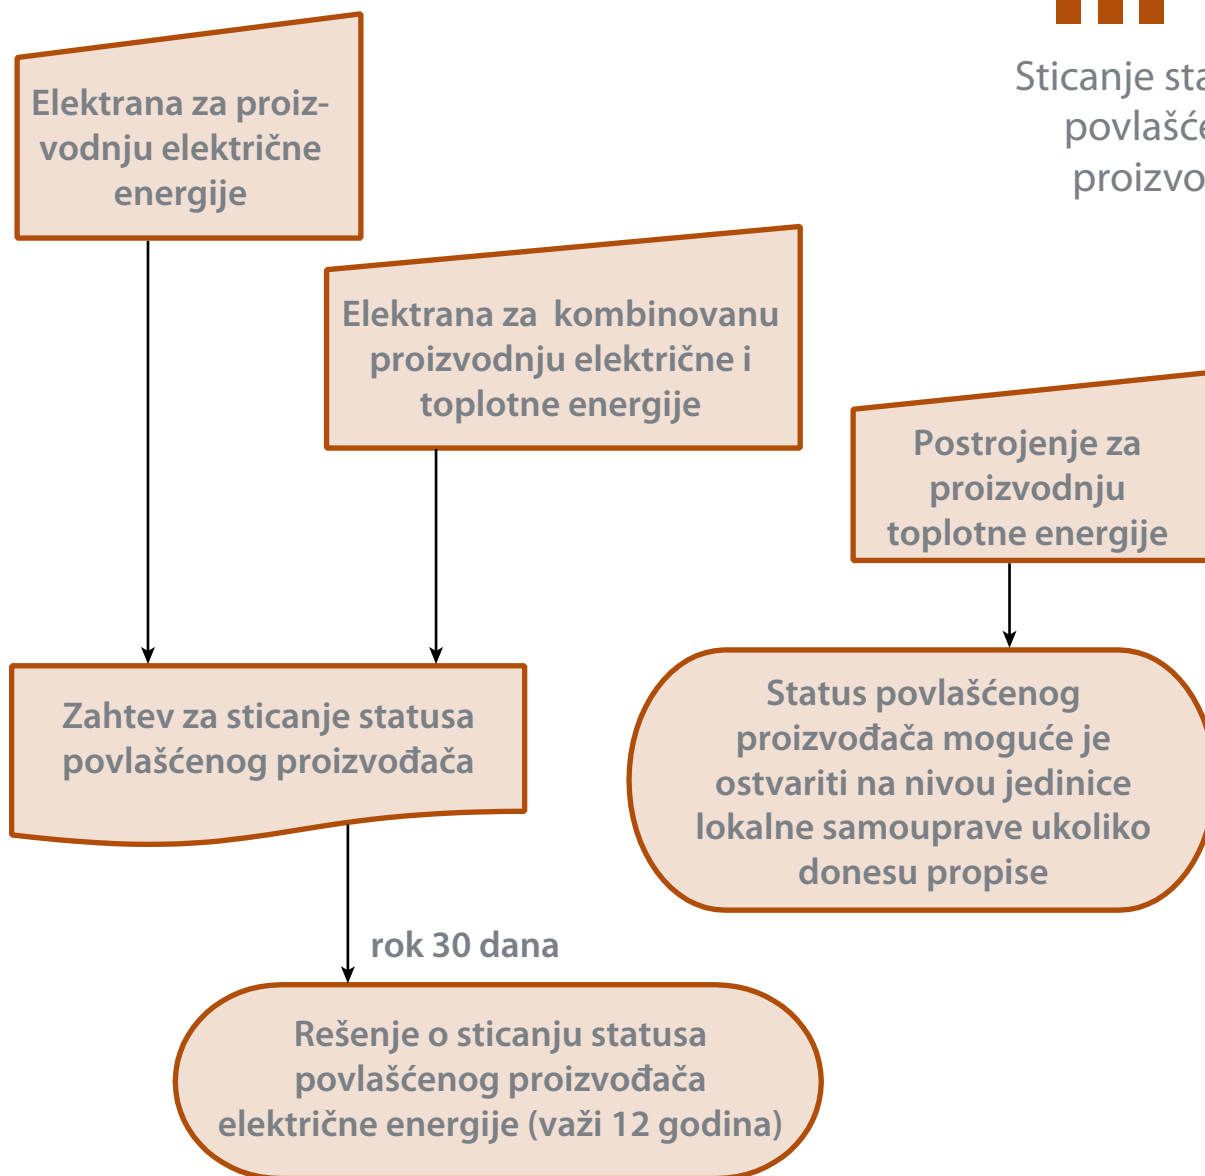 Sticanje sta
povlašće
proizvo
Elektrana za proiz-
vodnju električne
energije
Elektrana za kombinovanu
proizvodnju električne i
toplotne energije
Postrojenje za
proizvodnju
toplotne energije
Zahtev za sticanje statusa
povlašćenog proizvođača
Status povlašćenog
proizvođača moguće je
ostvariti na nivou jedinice
lokalne samouprave ukoliko
donesu propise
rok 30 dana
Rešenje o sticanju statusa
povlašćenog proizvođača
električne energije (važi 12 godina)